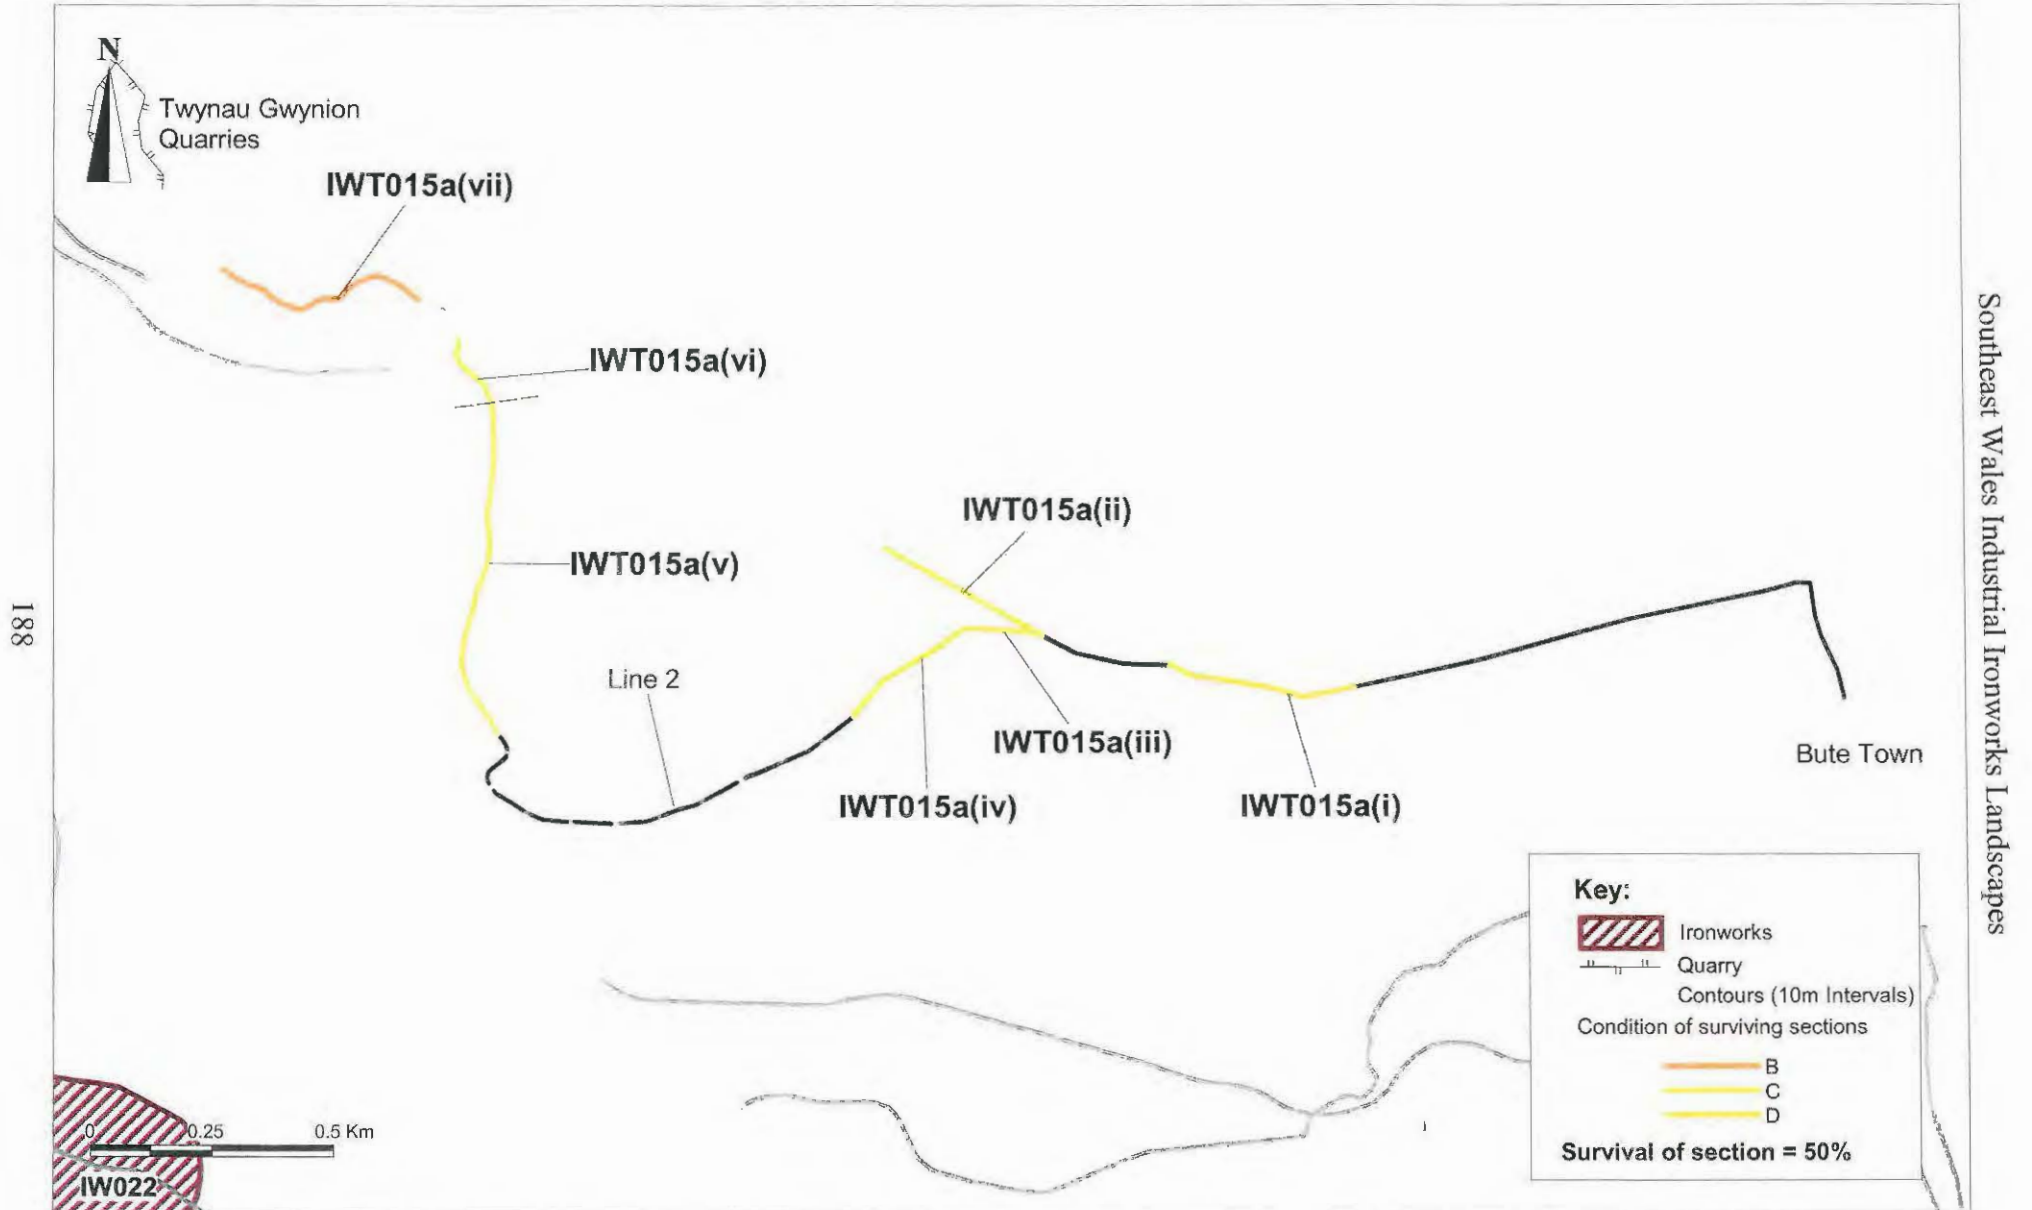 N
Twynau Gwynion
Quarries
IWT015a(vii)
IWT015a(vi)
IWT015a(ii)
IWT015a(v)
Line 2
IWT015a(iii)
Bute Town
IWT015a(iv)
IWT015a(i)
Key:
Ironworks
Quarry
Contours (10m Intervals)
Condition of surviving sections
B
C
D
Survival of section = 50%
0 0.25 0.5 Km
IW022
188
Southeast Wales Industrial Ironworks Landscapes